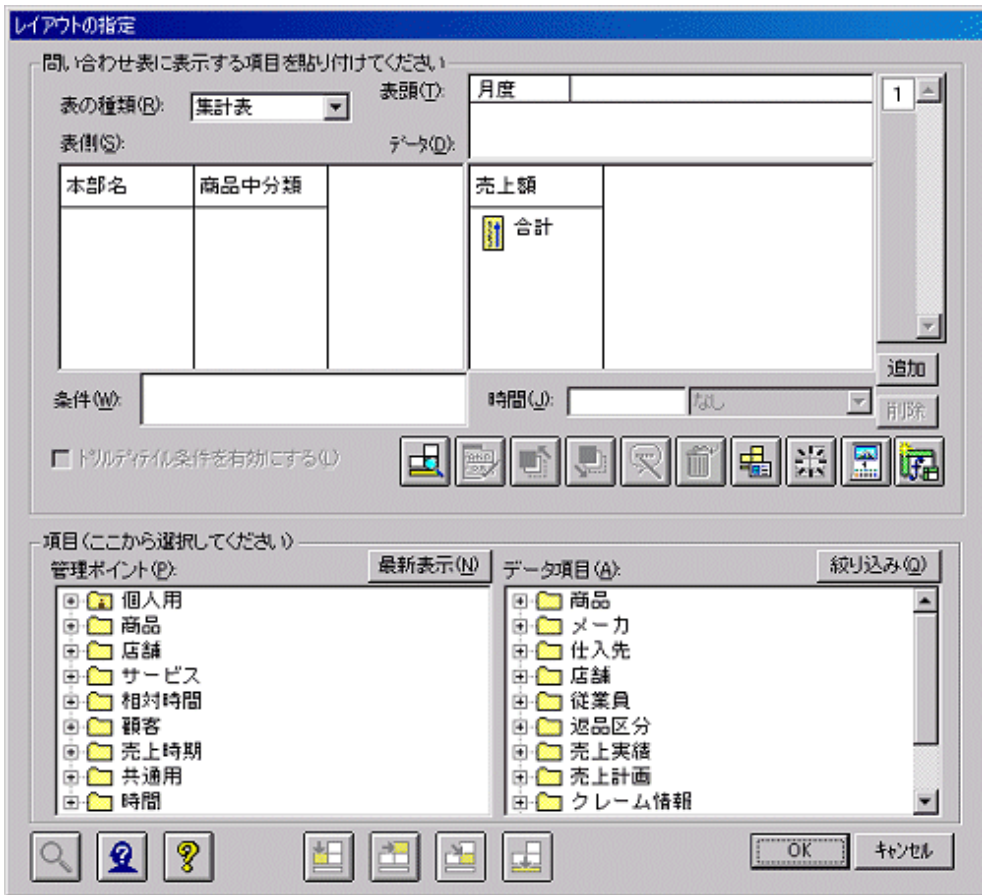 レイアウトの指定
問い合わせ表に表示する項目を貼り付けてください
表の種類(R): 集計表 表頭(T): 月度 1
表側(S): データ(D):
本部名 商品中分類 売上額
合計
追加
条件(W): 時間(J): なし
削除
ドリルディテイル条件を有効にする(L)
項目(ここから選択してください)
管理ポイント(P): 最新表示(N) データ項目(A): 絞り込み(Q)
個人用 商品
商品 メーカ
店舗 仕入先
サービス 店舗
相対時間 従業員
顧客 返品区分
売上時期 売上実績
共通用 売上計画
時間 クレーム情報
OK キャンセル